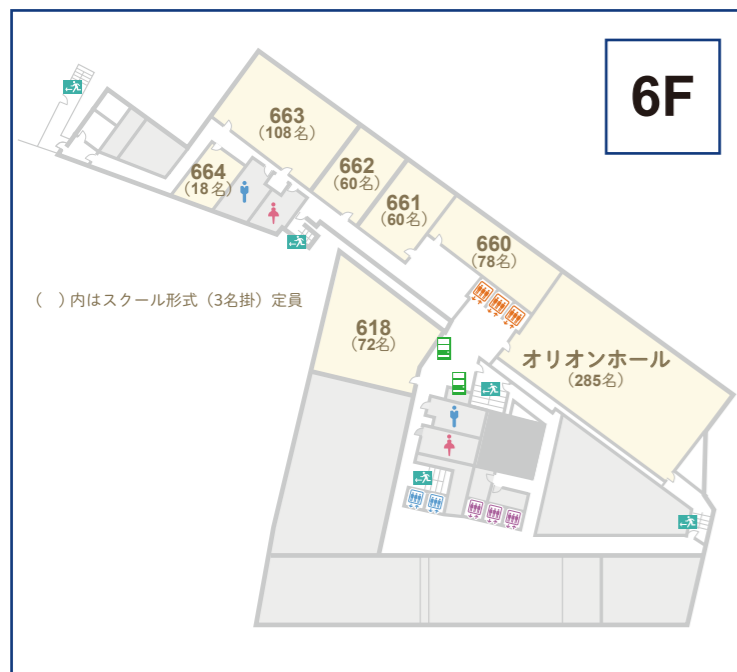 6F
663
(108名)
662
(60名)
664
(18名)
661
(60名)
660
(78名)
（　）内はスクール形式（3名掛）定員
618
(72名)
オリオンホール
(285名)